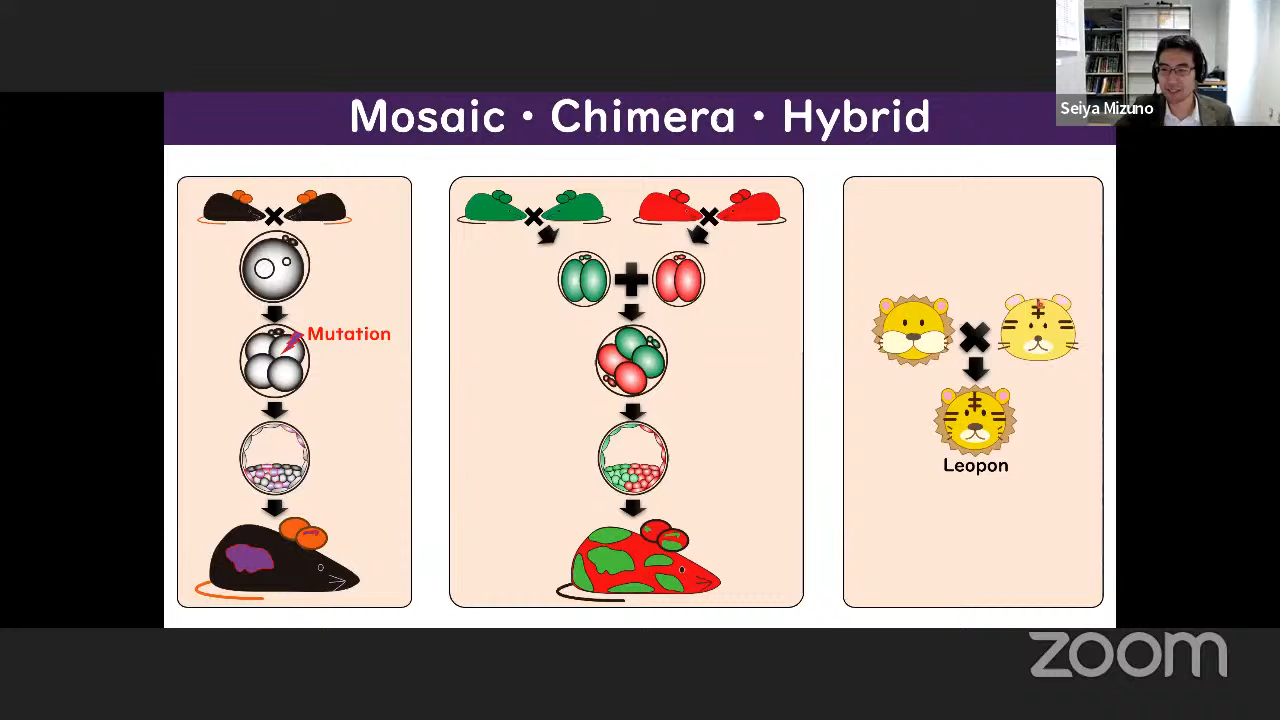 Mosaic・Chimera・Hybrid
Seiya Mizuno
Mutation
Leopon
zoom